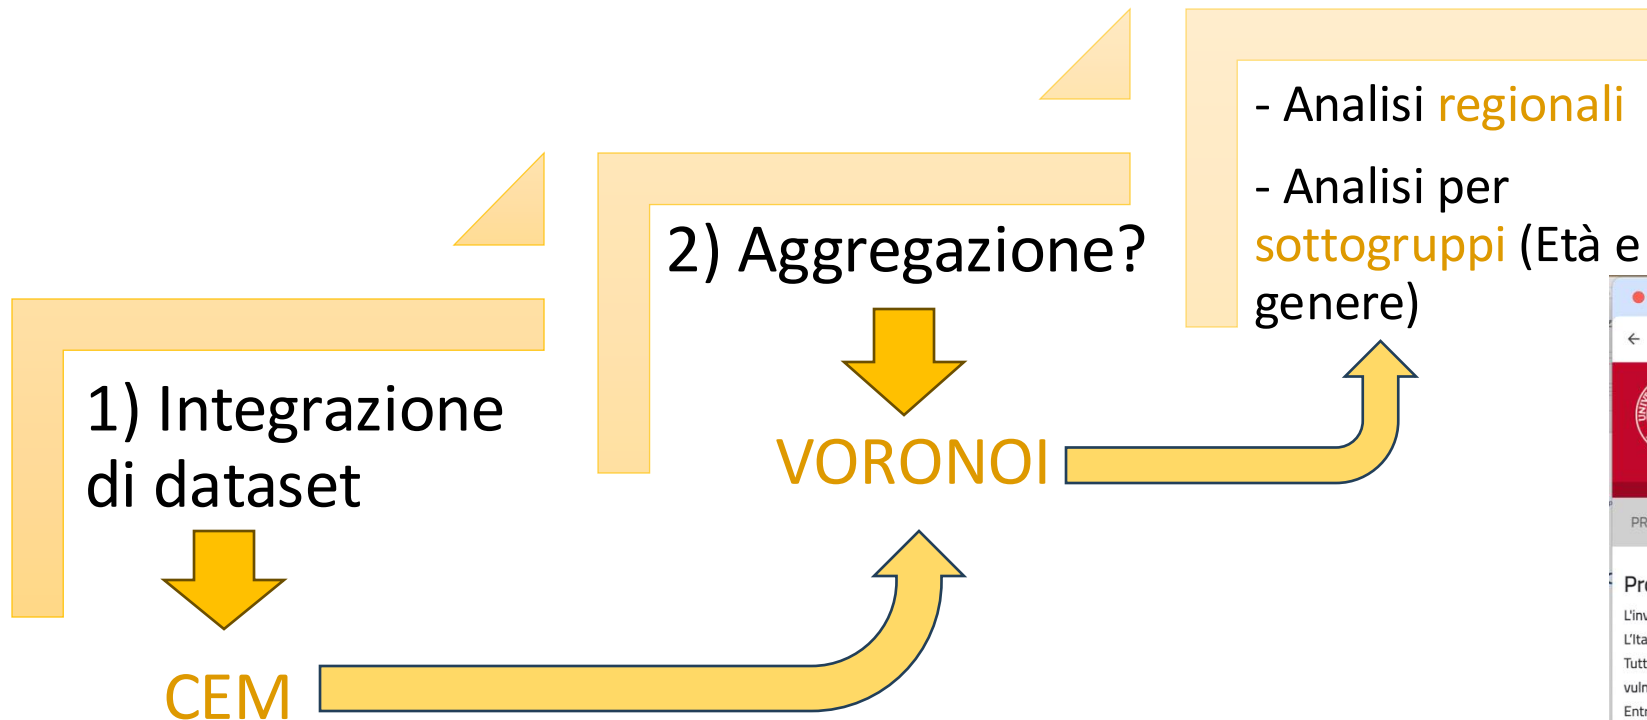 - Analisi regionali
- Analisi per
sottogruppi (Età e
genere)
2) Aggregazione?
VORONOI
1) Integrazione
di dataset
CEM